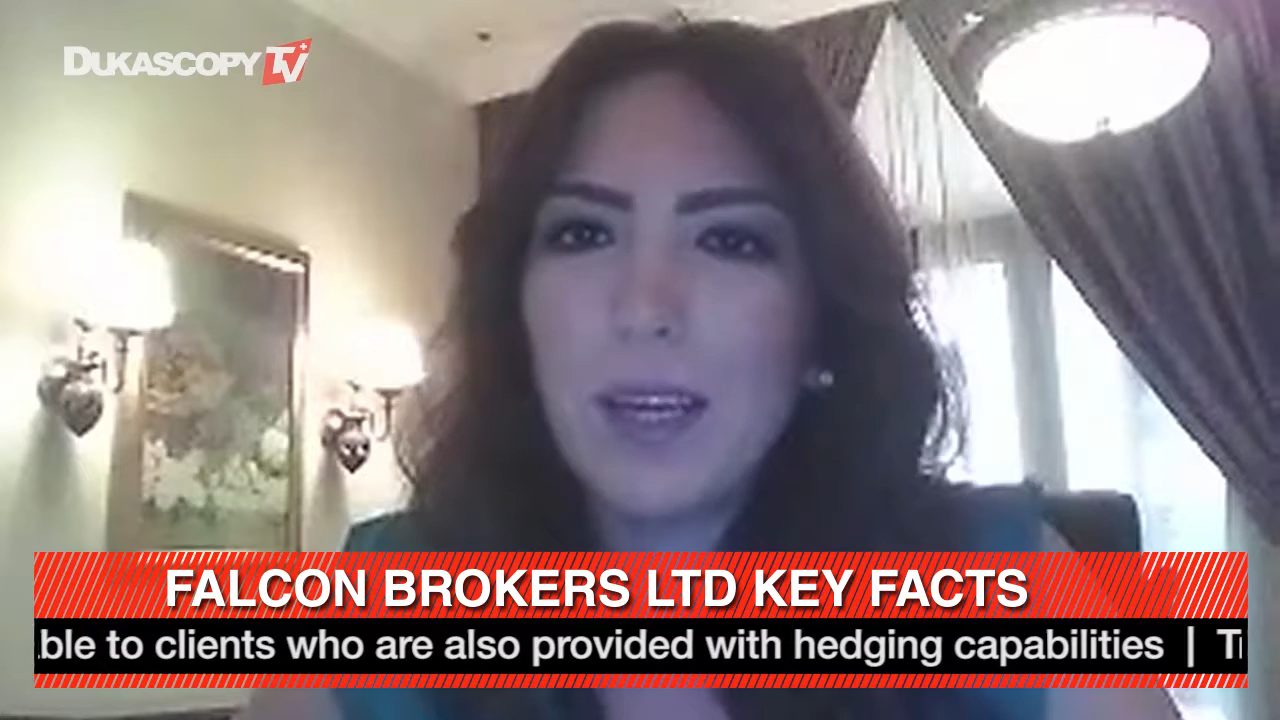 DUKASCOPY TV
FALCON BROKERS LTD KEY FACTS
ble to clients who are also provided with hedging capabilities |